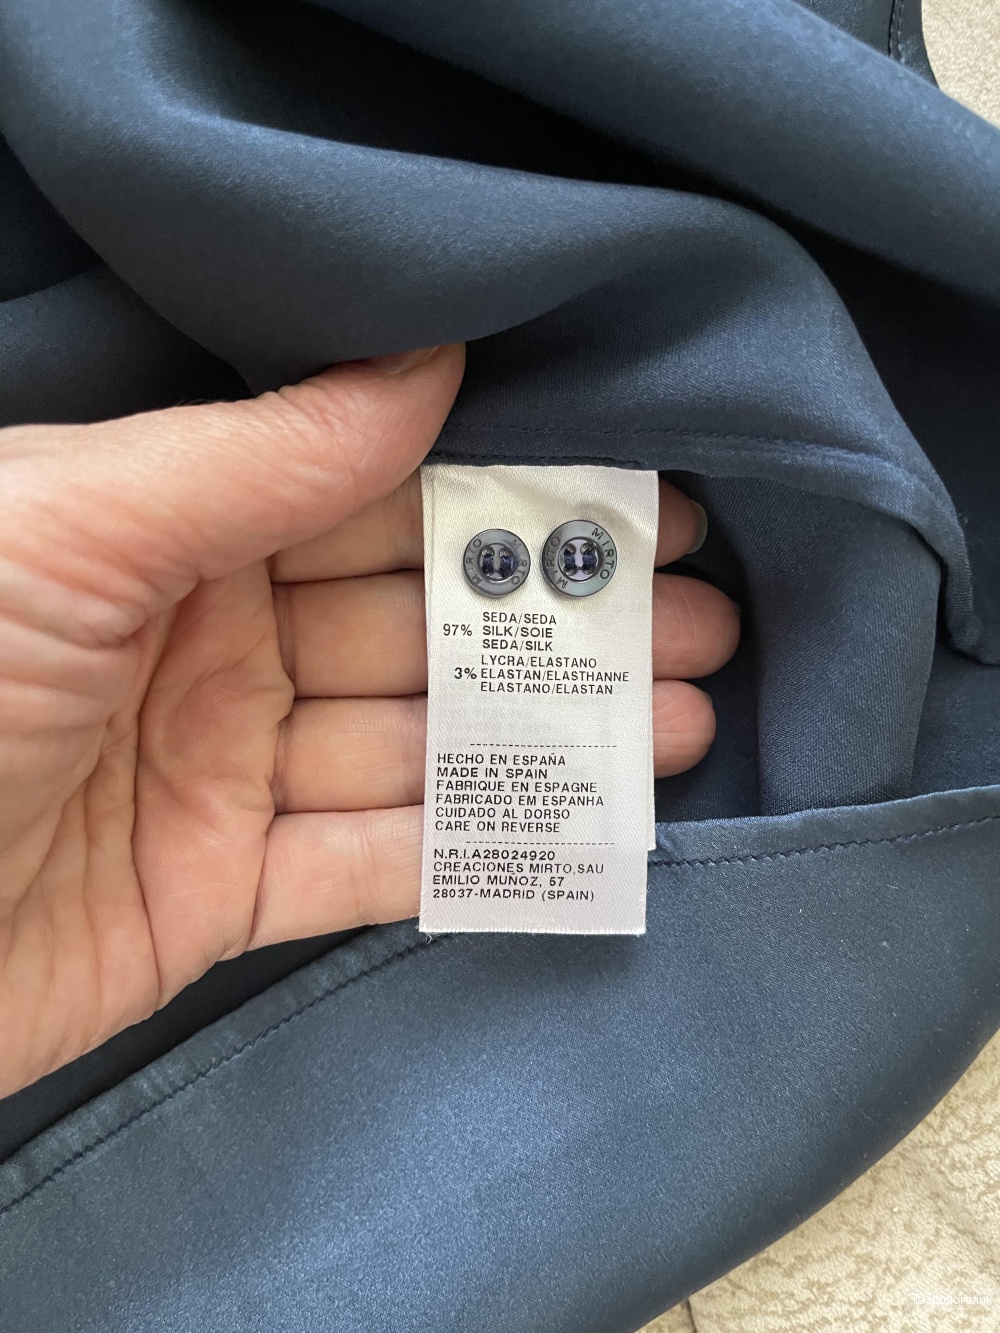 MIRTO MIRTO
MIRTO MIRTO
97%
SEDA/SEDA
SILK/SOIE
SEDA/SILK
3%
LYCRA/ELASTANO
ELASTAN/ELASTHANNE
ELASTANO/ELASTAN
HECHO EN ESPAÑA
MADE IN SPAIN
FABRIQUE EN ESPAGNE
FABRICADO EM ESPANHA
CUIDADO AL DORSO
CARE ON REVERSE
N.R.I.A28024920
CREACIONES MIRTO,SAU
EMILIO MUÑOZ, 57
28037-MADRID (SPAIN)